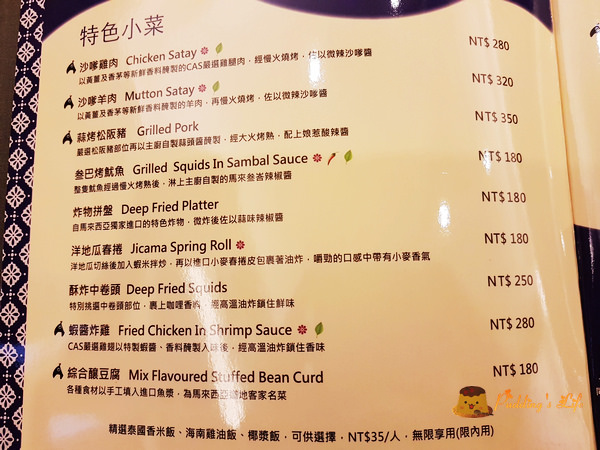 特色小菜
沙嗲雞肉 Chicken Satay NT$ 280
以黃薑及香茅等新鮮香料醃製的CAS嚴選雞腿肉，經慢火燒烤，佐以微辣沙嗲醬
沙嗲羊肉 Mutton Satay NT$ 320
以黃薑及香茅等新鮮香料醃製的羊肉，再慢火燒烤，佐以微辣沙嗲醬
蒜烤松阪豬 Grilled Pork NT$ 350
嚴選松阪豬部位再以主廚自製蒜頭醬醃製，經大火烤熟，配上娘惹酸辣醬
叁巴烤魷魚 Grilled Squids In Sambal Sauce NT$ 180
整隻魷魚經過慢火烤熟後，淋上主廚自製的馬來叁峇辣椒醬
炸物拼盤 Deep Fried Platter NT$180
自馬來西亞獨家進口的特色炸物，微炸後佐以蒜味辣椒醬
洋地瓜春捲 Jicama Spring Roll NT$ 180
洋地瓜切絲後加入蝦米拌炒，再以進口小麥春捲皮包裹著油炸，嚼勁的口感中帶有小麥香氣
酥炸中卷頭 Deep Fried Squids NT$ 250
特別挑選中卷頭部位，裹上咖哩香料，經高溫油炸鎖住鮮味
蝦醬炸雞 Fried Chicken In Shrimp Sauce NT$ 280
CAS嚴選雞翅以特製蝦醬、香料醃製入味後，經高溫油炸鎖住香味
綜合釀豆腐 Mix Flavoured Stuffed Bean Curd NT$ 180
各種食材以手工填入進口魚漿，為馬來西亞當地客家名菜
Pudding's Life
精選泰國香米飯、海南雞油飯、椰漿飯，可供選擇，NT$35/人，無限享用(限內用)